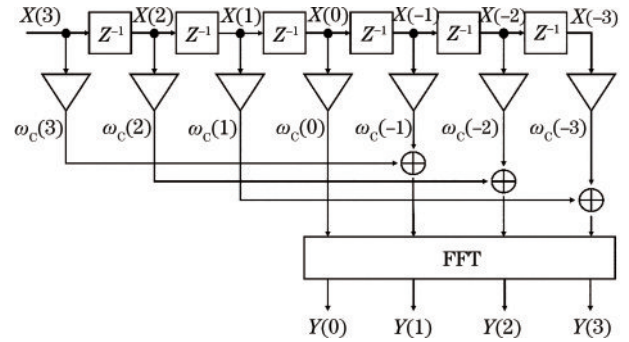 X(3) X(2) X(1) X(0) X(-1) X(-2) X(-3)
Z⁻¹ Z⁻¹ Z⁻¹ Z⁻¹ Z⁻¹ Z⁻¹
ω_C(3) ω_C(2) ω_C(1) ω_C(0) ω_C(-1) ω_C(-2) ω_C(-3)
FFT
Y(0) Y(1) Y(2) Y(3)